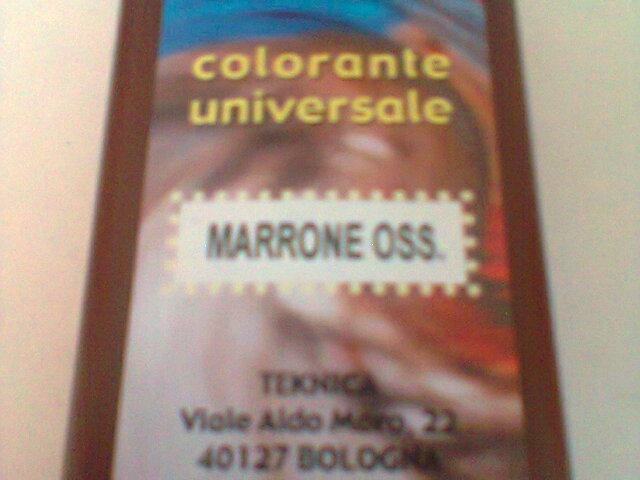 colorante
universale
MARRONE OSS.
TEKNICA
Viale Aldo Moro, 22
40127 BOLOGNA